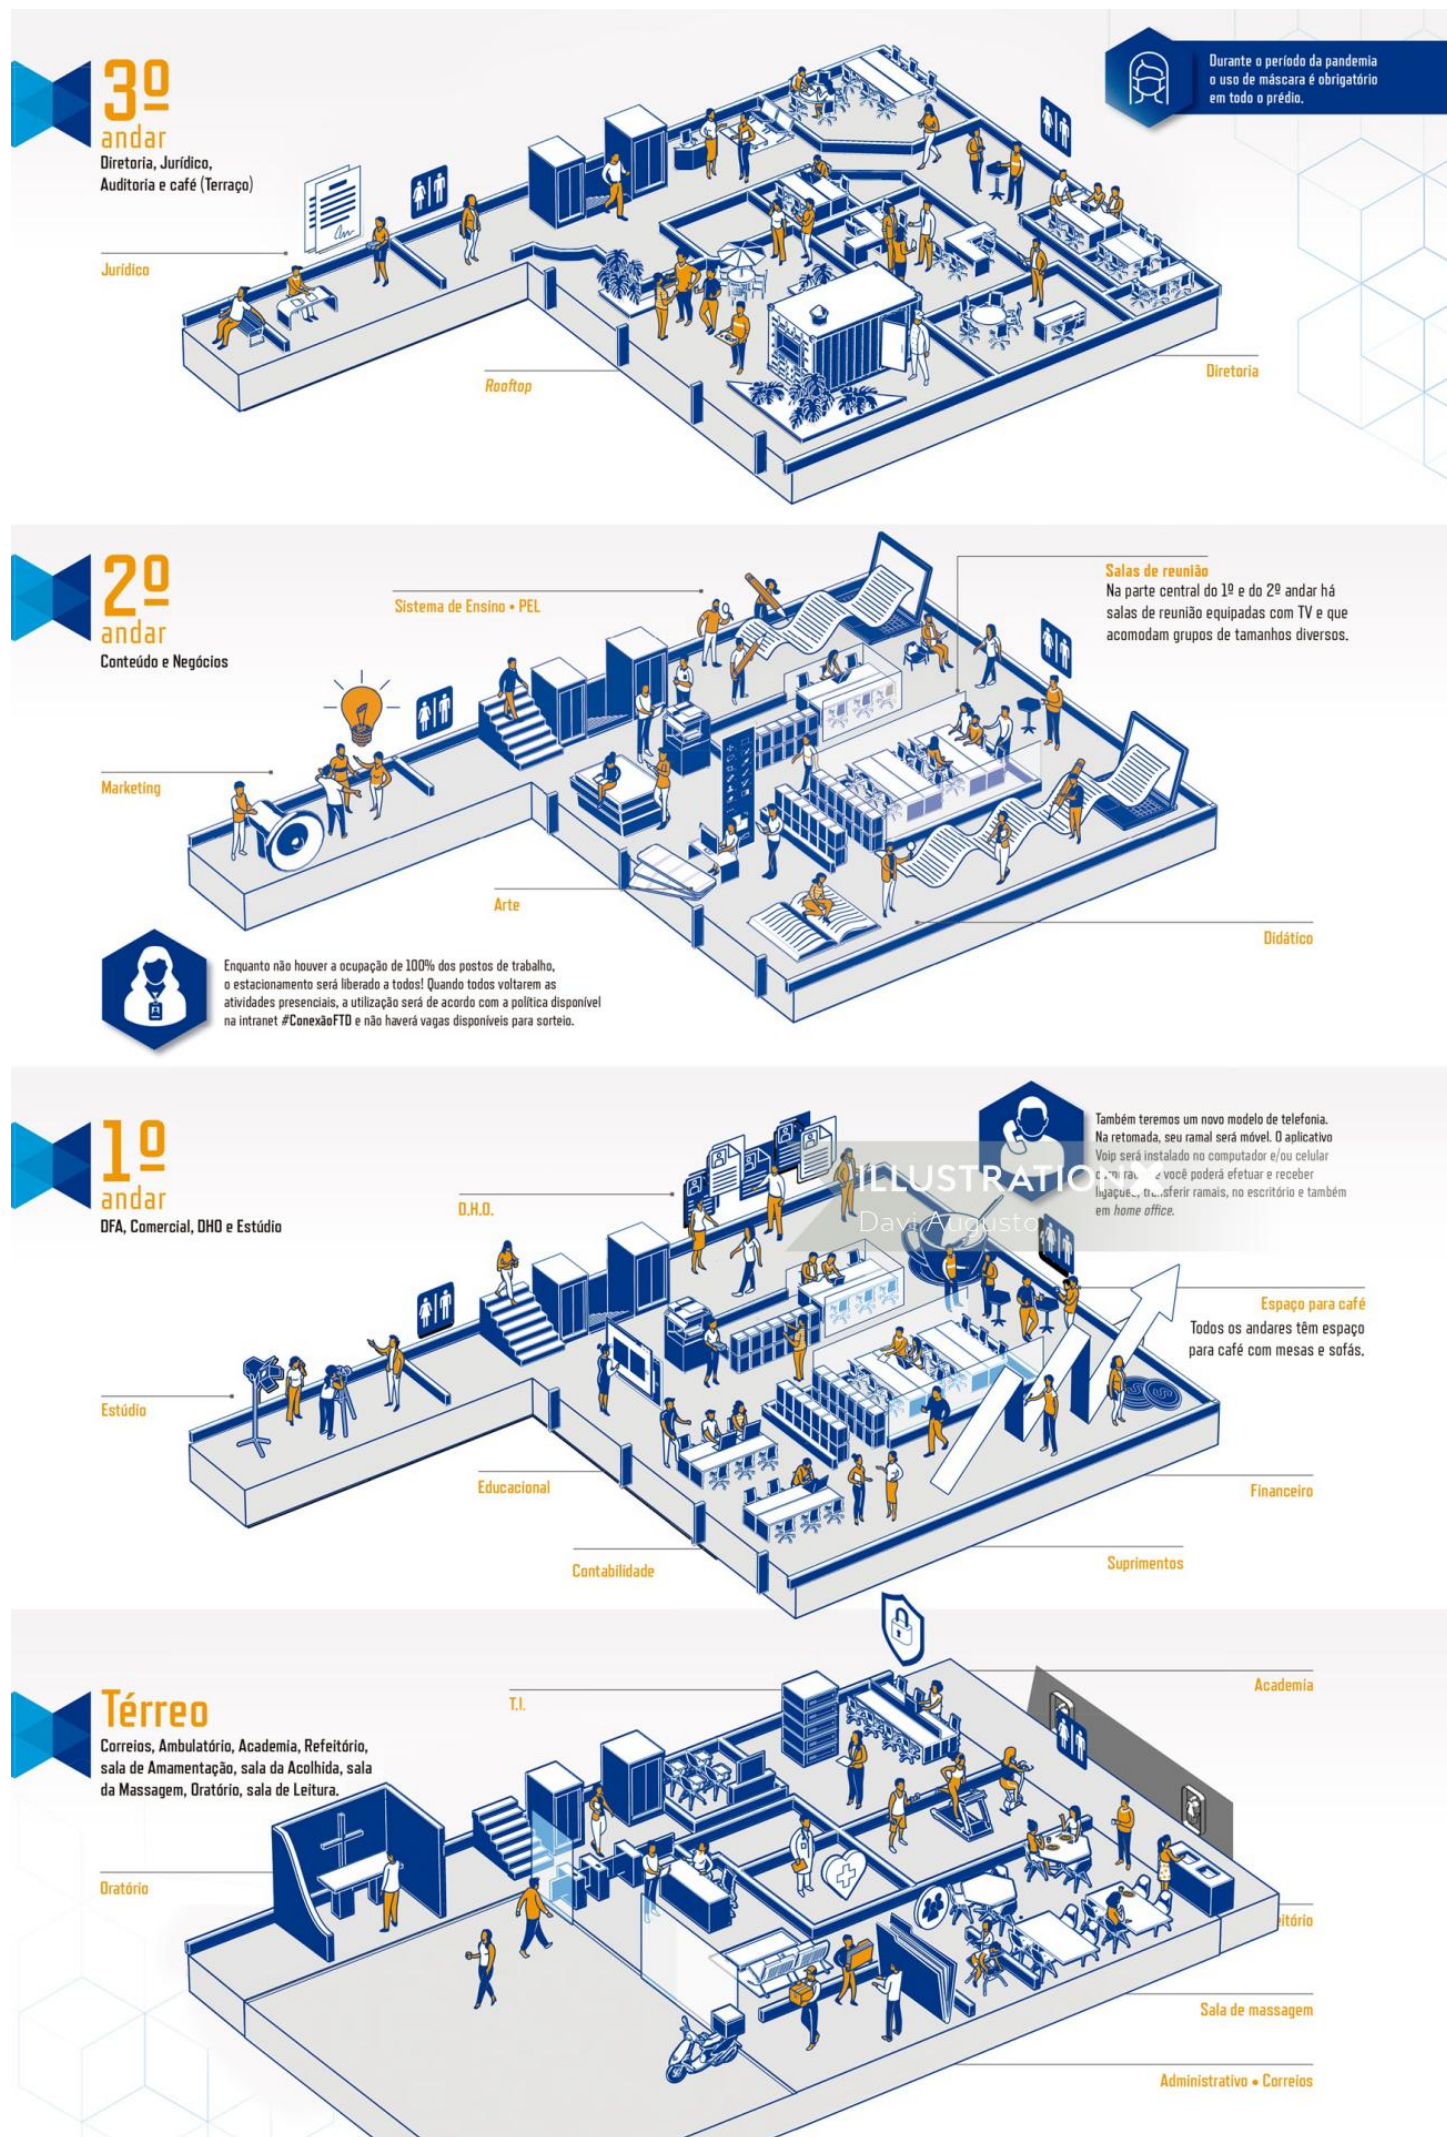 3º
andar
Diretoria, Jurídico,
Auditoria e café (Terraço)
Durante o período da pandemia
o uso de máscara é obrigatório
em todo o prédio.
Jurídico
Rooftop
Diretoria
2º
andar
Conteúdo e Negócios
Sistema de Ensino • PEL
Salas de reunião
Na parte central do 1º e do 2º andar há
salas de reunião equipadas com TV e que
acomodam grupos de tamanhos diversos.
Marketing
Arte
Didático
Enquanto não houver a ocupação de 100% dos postos de trabalho,
o estacionamento será liberado a todos! Quando todos voltarem as
atividades presenciais, a utilização será de acordo com a política disponível
na intranet #ConexãoFTD e não haverá vagas disponíveis para sorteio.
1º
andar
DFA, Comercial, DHO e Estúdio
D.H.O.
Também teremos um novo modelo de telefonia.
Na retomada, seu ramal será móvel. O aplicativo
Voip será instalado no computador e/ou celular
você poderá efetuar e receber
ligações, transferir ramais, no escritório e também
em home office.
ILLUSTRATIONX
Davi Augusto
Espaço para café
Todos os andares têm espaço
para café com mesas e sofás.
Estúdio
Educacional
Financeiro
Contabilidade
Suprimentos
Térreo
Correios, Ambulatório, Academia, Refeitório,
sala de Amamentação, sala da Acolhida, sala
da Massagem, Oratório, sala de Leitura.
T.I.
Academia
Oratório
itório
Sala de massagem
Administrativo • Correios